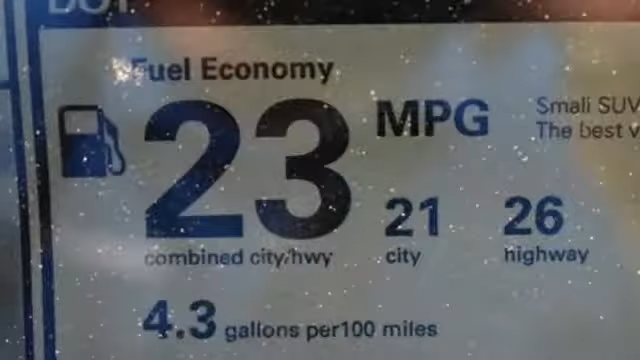 DOT
Fuel Economy
23 MPG
Small SUV
The best v
21 26
combined city/hwy city highway
4.3 gallons per100 miles